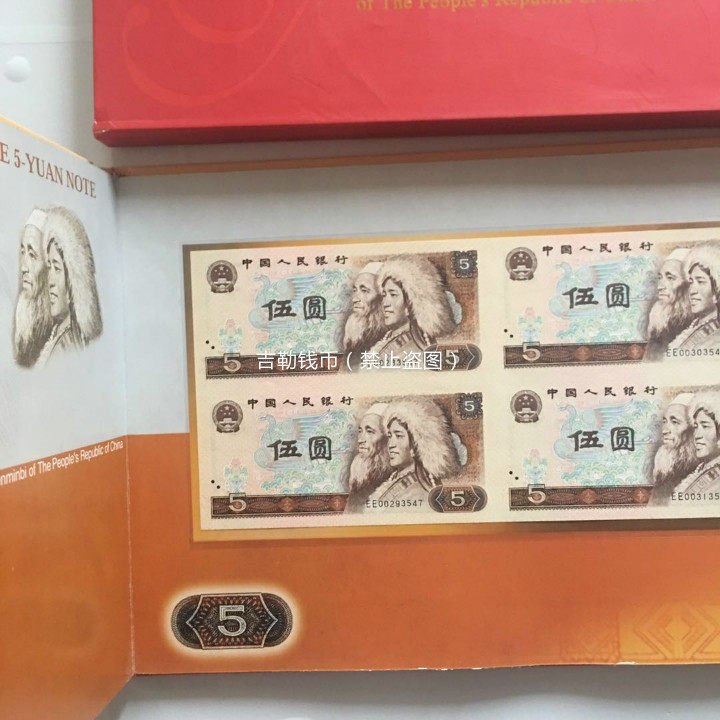 of The People's Republic of China
E 5-YUAN NOTE
中国人民银行
5
伍圆
5
5
中国人民银行
伍圆
5
EE0030354
吉勒钱币(禁止盗图)
中国人民银行
5
伍圆
5
EE00293547
5
中国人民银行
伍圆
5
EE003135
nminbi of The People's Republic of China
5